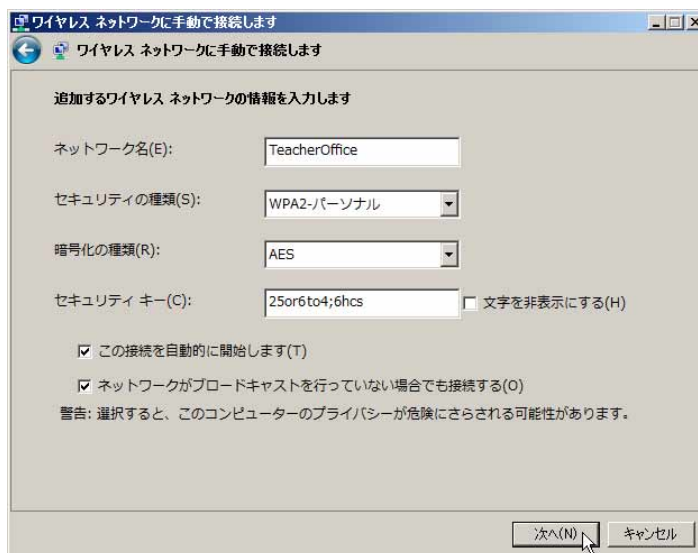 ワイヤレス ネットワークに手動で接続します
ワイヤレス ネットワークに手動で接続します
追加するワイヤレス ネットワークの情報を入力します
ネットワーク名(E): TeacherOffice
セキュリティの種類(S): WPA2-パーソナル
暗号化の種類(R): AES
セキュリティ キー(C): 25or6to4;6hcs 文字を非表示にする(H)
この接続を自動的に開始します(T)
ネットワークがブロードキャストを行っていない場合でも接続する(O)
警告: 選択すると、このコンピューターのプライバシーが危険にさらされる可能性があります。
次へ(N) キャンセル